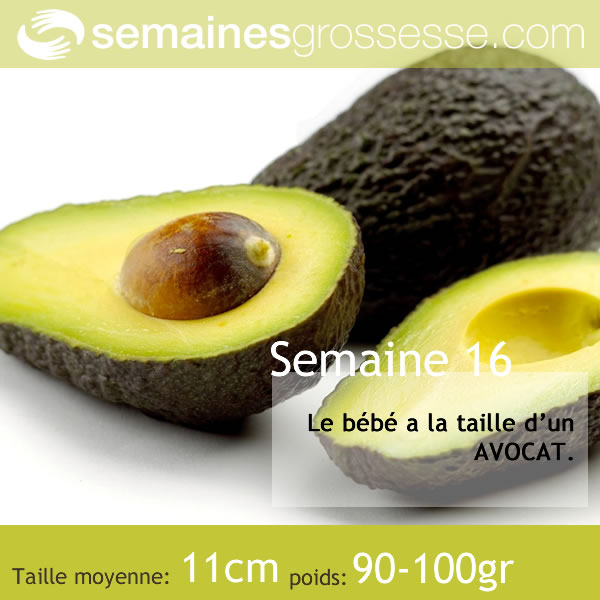 semainesgrossesse.com
Semaine 16
Le bébé a la taille d’un
AVOCAT.
Taille moyenne: 11cm poids: 90-100gr